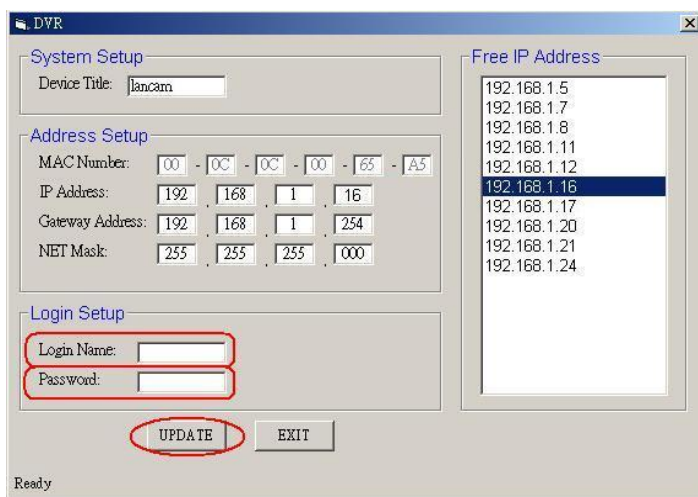 DVR
System Setup
Device Title: lancam
Address Setup
MAC Number: 00 - 0C - 0C - 00 - 65 - A5
IP Address: 192 . 168 . 1 . 16
Gateway Address: 192 . 168 . 1 . 254
NET Mask: 255 . 255 . 255 . 000
Login Setup
Login Name:
Password:
UPDATE EXIT
Ready
Free IP Address
192.168.1.5
192.168.1.7
192.168.1.8
192.168.1.11
192.168.1.12
192.168.1.16
192.168.1.17
192.168.1.20
192.168.1.21
192.168.1.24